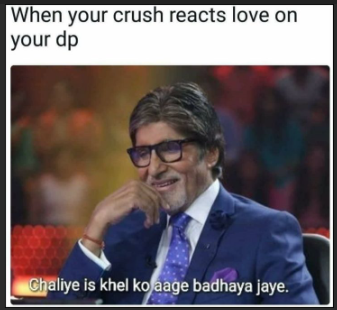 When your crush reacts love on
your dp
Chaliye is khel ko aage badhaya jaye.